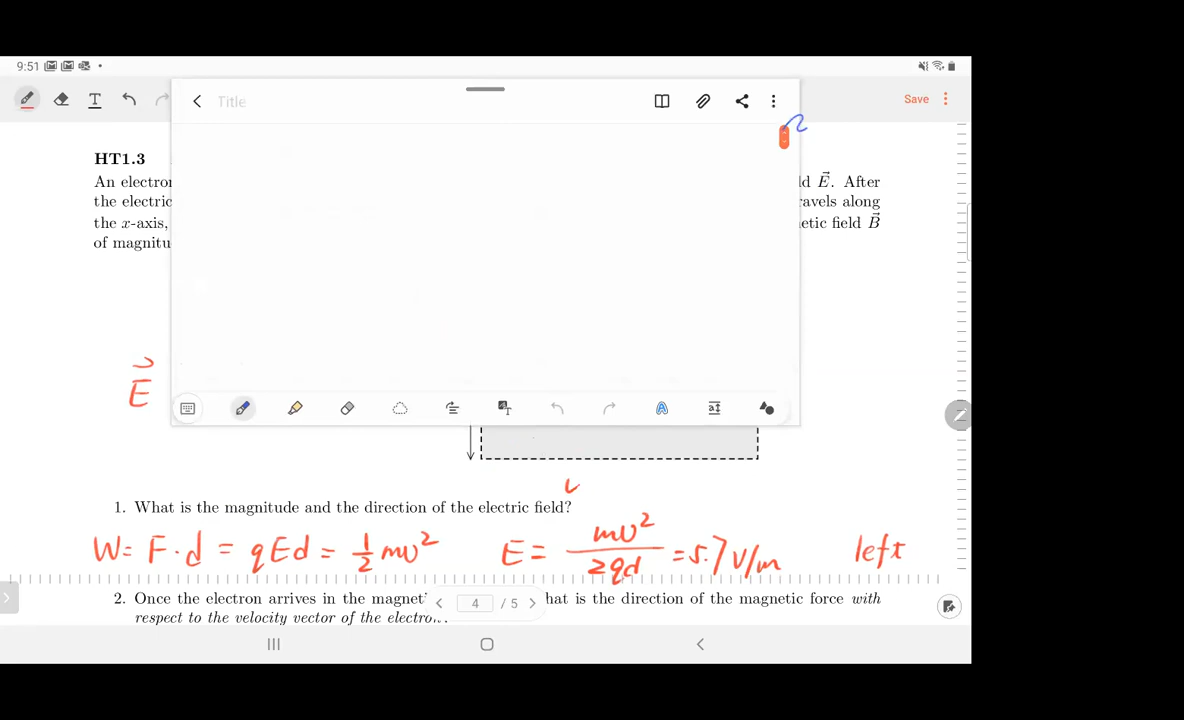 9:51
Title
Save
HT1.3
An electron
ld E⃗. After
the electric
ravels along
the x-axis,
etic field B⃗
of magnitu
E⃗
1. What is the magnitude and the direction of the electric field?
W= F·d = qEd = 1/2 mv² E = mv²/2qd = 5.7 V/m left
2. Once the electron arrives in the magneti hat is the direction of the magnetic force with
respect to the velocity vector of the electron.
4 / 5